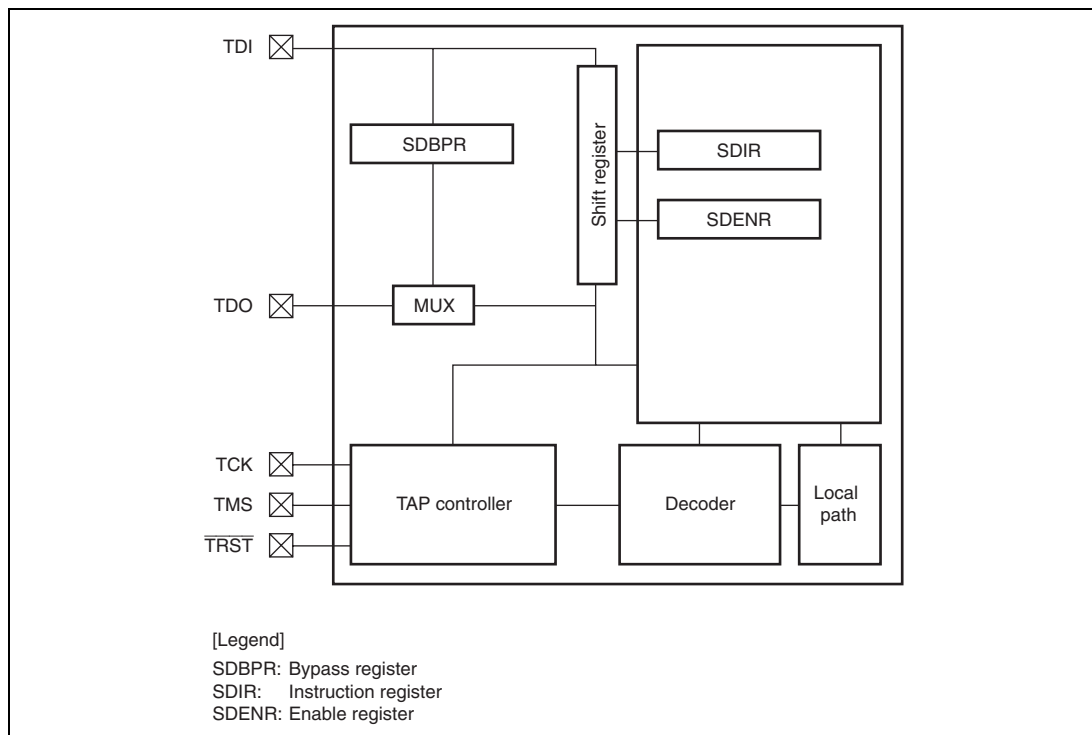 TDI
SDBPR
Shift register
SDIR
SDENR
TDO
MUX
TCK
TMS
TRST
TAP controller
Decoder
Local
path
[Legend]
SDBPR: Bypass register
SDIR: Instruction register
SDENR: Enable register